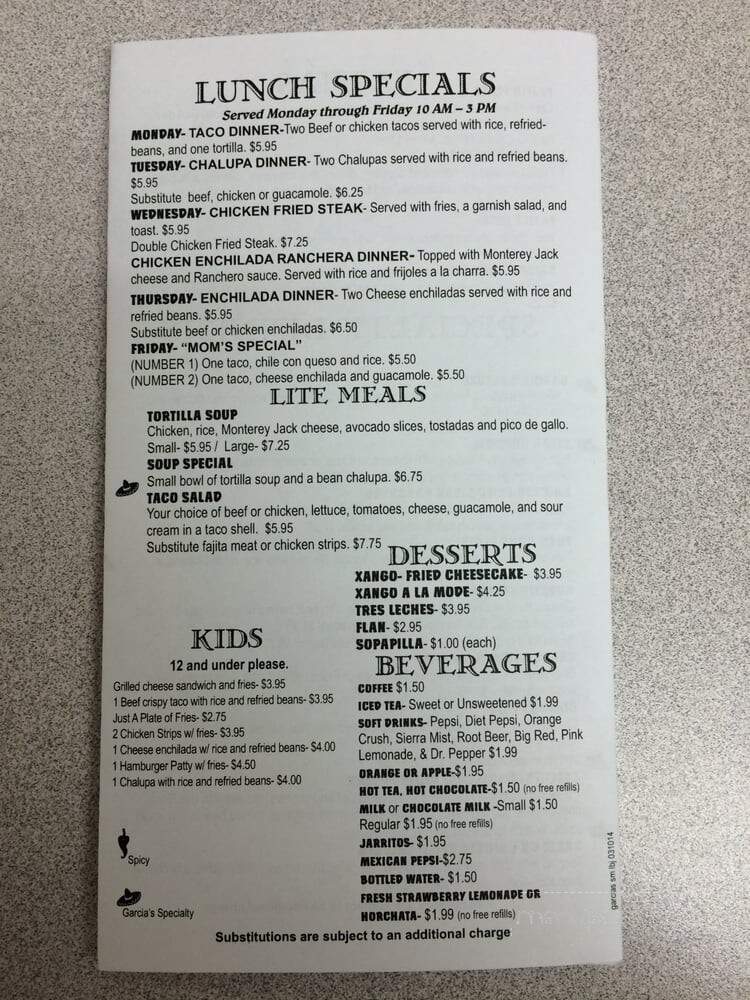 LUNCH SPECIALS
Served Monday through Friday 10 AM – 3 PM
MONDAY- TACO DINNER-Two Beef or chicken tacos served with rice, refried-
beans, and one tortilla. $5.95
TUESDAY- CHALUPA DINNER- Two Chalupas served with rice and refried beans.
$5.95
Substitute beef, chicken or guacamole. $6.25
WEDNESDAY- CHICKEN FRIED STEAK- Served with fries, a garnish salad, and
toast. $5.95
Double Chicken Fried Steak. $7.25
CHICKEN ENCHILADA RANCHERA DINNER- Topped with Monterey Jack
cheese and Ranchero sauce. Served with rice and frijoles a la charra. $5.95
THURSDAY- ENCHILADA DINNER- Two Cheese enchiladas served with rice and
refried beans. $5.95
Substitute beef or chicken enchiladas. $6.50
FRIDAY- “MOM’S SPECIAL”
(NUMBER 1) One taco, chile con queso and rice. $5.50
(NUMBER 2) One taco, cheese enchilada and guacamole. $5.50
LITE MEALS
TORTILLA SOUP
Chicken, rice, Monterey Jack cheese, avocado slices, tostadas and pico de gallo.
Small- $5.95 / Large- $7.25
SOUP SPECIAL
Small bowl of tortilla soup and a bean chalupa. $6.75
TACO SALAD
Your choice of beef or chicken, lettuce, tomatoes, cheese, guacamole, and sour
cream in a taco shell. $5.95
Substitute fajita meat or chicken strips. $7.75
DESSERTS
XANGO- FRIED CHEESECAKE- $3.95
XANGO A LA MODE- $4.25
TRES LECHES- $3.95
FLAN- $2.95
SOPAPILLA- $1.00 (each)
KIDS
12 and under please.
Grilled cheese sandwich and fries- $3.95
1 Beef crispy taco with rice and refried beans- $3.95
Just A Plate of Fries- $2.75
2 Chicken Strips w/ fries- $3.95
1 Cheese enchilada w/ rice and refried beans- $4.00
1 Hamburger Patty w/ fries- $4.50
1 Chalupa with rice and refried beans- $4.00
BEVERAGES
COFFEE $1.50
ICED TEA- Sweet or Unsweetened $1.99
SOFT DRINKS- Pepsi, Diet Pepsi, Orange
Crush, Sierra Mist, Root Beer, Big Red, Pink
Lemonade, & Dr. Pepper $1.99
ORANGE OR APPLE-$1.95
HOT TEA, HOT CHOCOLATE-$1.50 (no free refills)
MILK or CHOCOLATE MILK -Small $1.50
Regular $1.95 (no free refills)
JARRITOS- $1.95
MEXICAN PEPSI-$2.75
BOTTLED WATER- $1.50
FRESH STRAWBERRY LEMONADE OR
HORCHATA- $1.99 (no free refills)
Spicy
Garcia's Specialty
Substitutions are subject to an additional charge
garcias sm lbj 031014